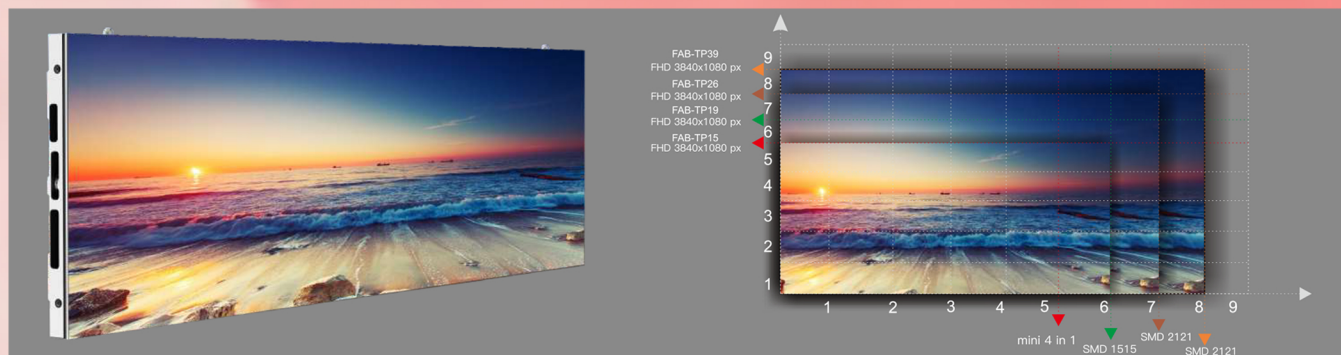 FAB-TP39
FHD 3840x1080 px
FAB-TP26
FHD 3840x1080 px
FAB-TP19
FHD 3840x1080 px
FAB-TP15
FHD 3840x1080 px
9
8
7
6
5
4
3
2
1
1 2 3 4 5 6 7 8 9
mini 4 in 1
SMD 1515
SMD 2121
SMD 2121